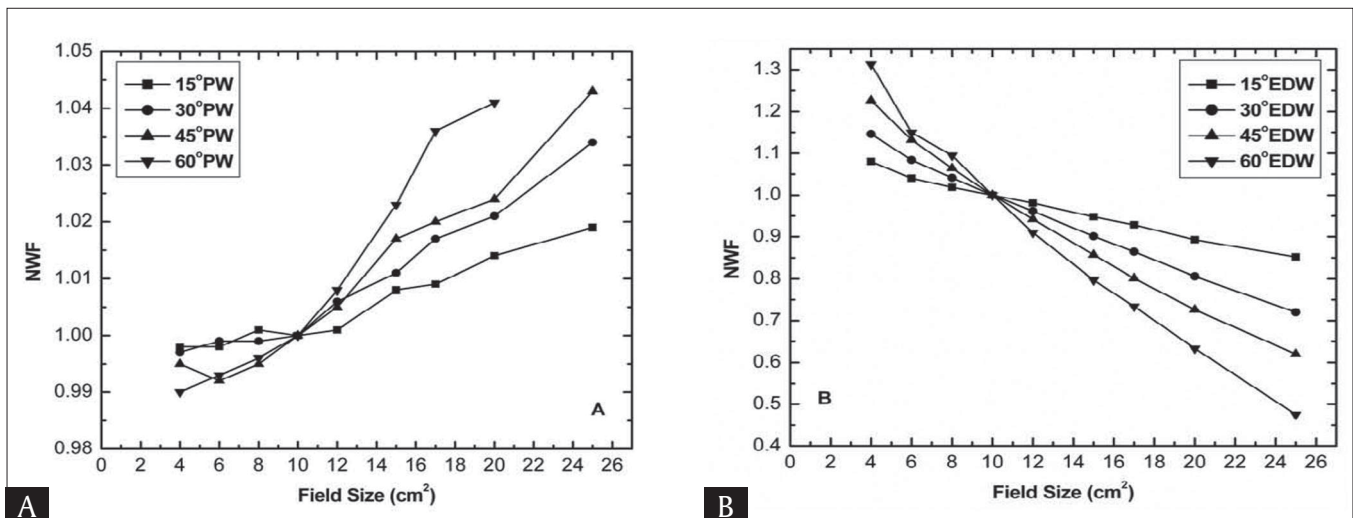 1.05
1.04
1.03
1.02
1.01
1.00
0.99
0.98
NWF
15°PW
30°PW
45°PW
60°PW
A
0 2 4 6 8 10 12 14 16 18 20 22 24 26
Field Size (cm²)
A
1.3
1.2
1.1
1.0
0.9
0.8
0.7
0.6
0.5
0.4
NWF
15°EDW
30°EDW
45°EDW
60°EDW
B
0 2 4 6 8 10 12 14 16 18 20 22 24 26
Field Size (cm²)
B